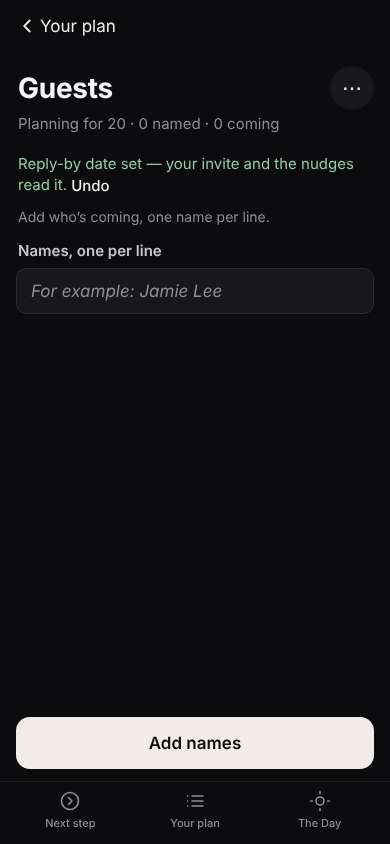 Your plan
Guests
...
Planning for 20 · 0 named · 0 coming
Reply-by date set — your invite and the nudges
read it. Undo
Add who's coming, one name per line.
Names, one per line
For example: Jamie Lee
Add names
Next step
Your plan
The Day